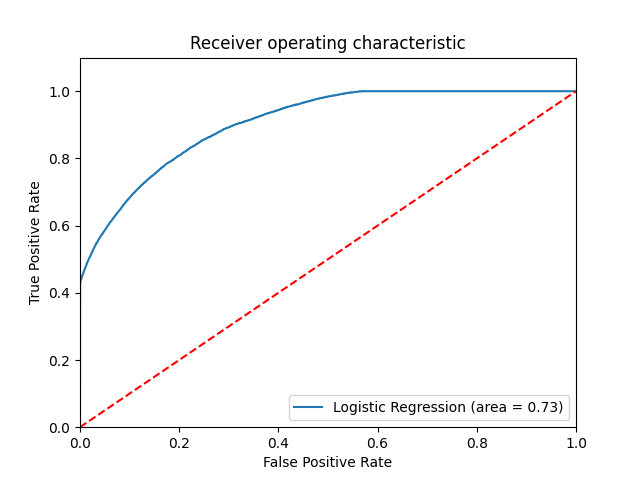 Receiver operating characteristic
True Positive Rate
1.0
0.8
0.6
0.4
0.2
0.0
Logistic Regression (area = 0.73)
0.0 0.2 0.4 0.6 0.8 1.0
False Positive Rate